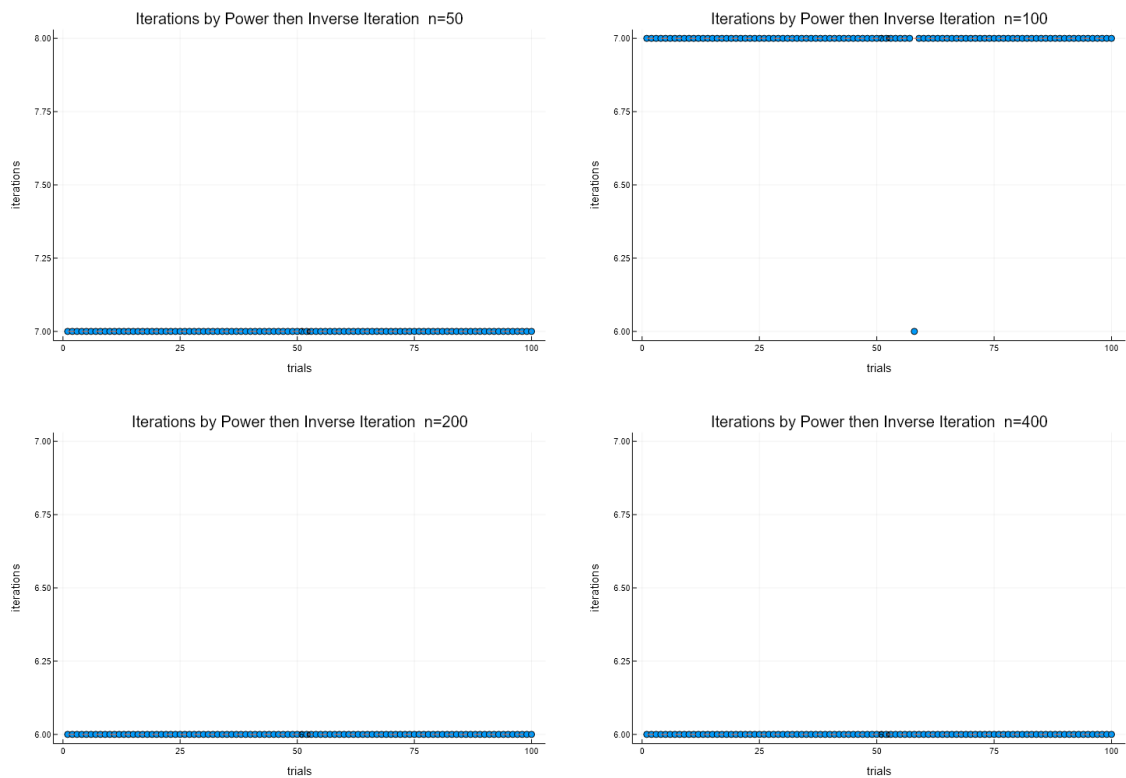 Iterations by Power then Inverse Iteration n=50
8.00
7.75
7.50
7.25
7.00
iterations
0 25 50 75 100
trials
Iterations by Power then Inverse Iteration n=100
7.00
6.75
6.50
6.25
6.00
iterations
0 25 50 75 100
trials
Iterations by Power then Inverse Iteration n=200
7.00
6.75
6.50
6.25
6.00
iterations
0 25 50 75 100
trials
Iterations by Power then Inverse Iteration n=400
7.00
6.75
6.50
6.25
6.00
iterations
0 25 50 75 100
trials